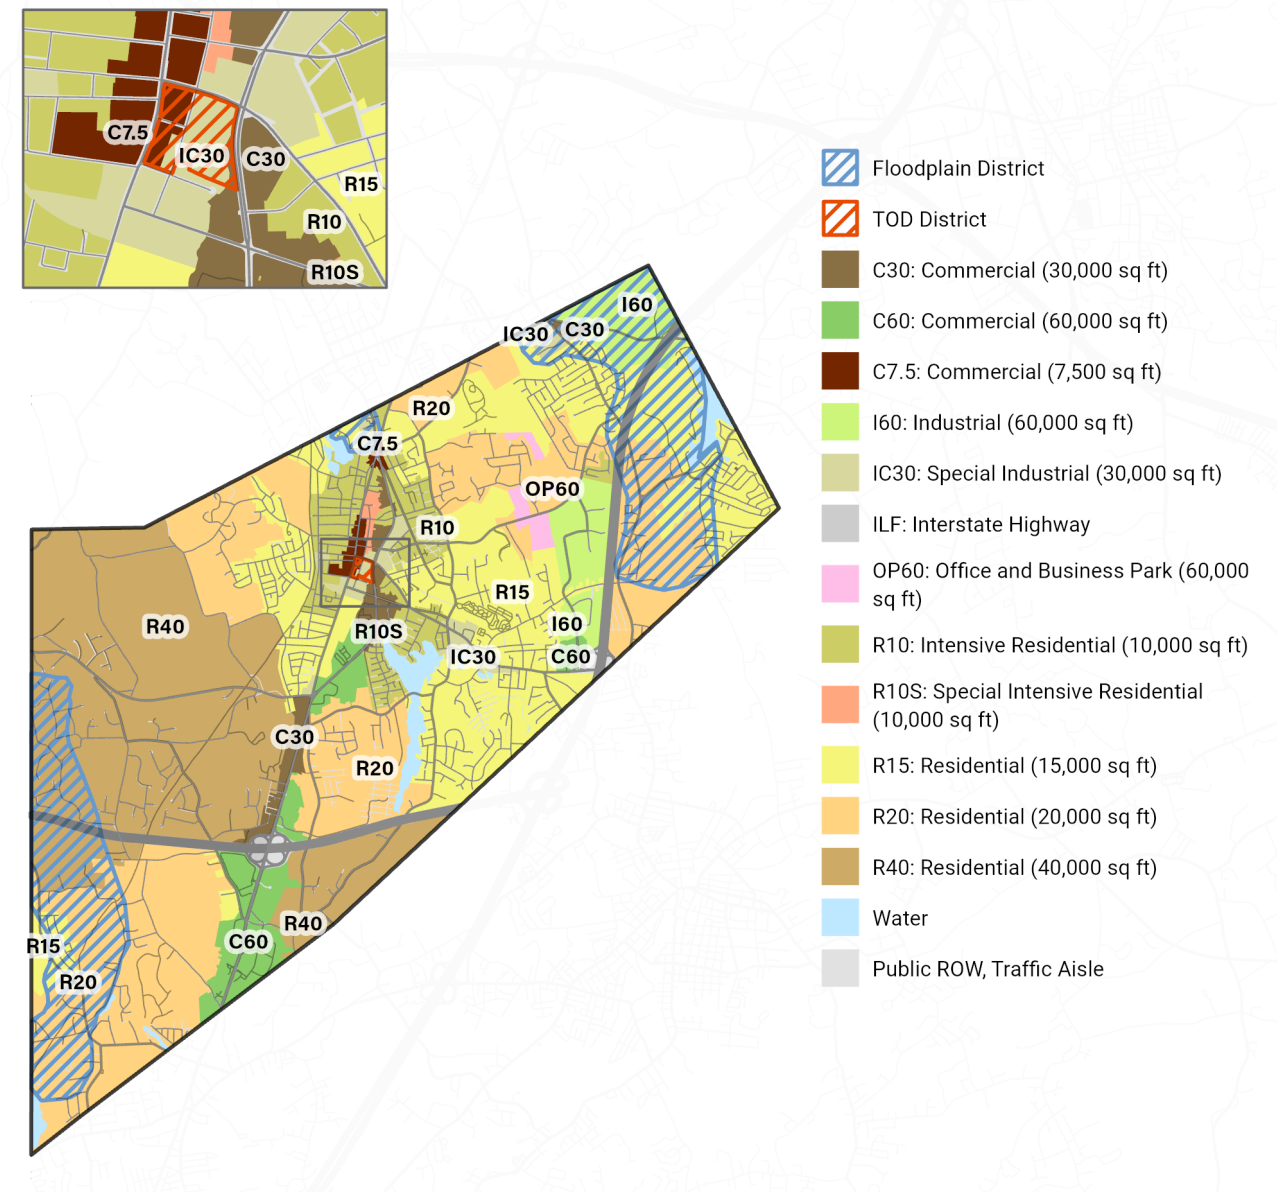 C7.5
IC30
C30
R15
R10
R10S
Floodplain District
TOD District
C30: Commercial (30,000 sq ft)
C60: Commercial (60,000 sq ft)
C7.5: Commercial (7,500 sq ft)
I60: Industrial (60,000 sq ft)
IC30: Special Industrial (30,000 sq ft)
ILF: Interstate Highway
OP60: Office and Business Park (60,000
sq ft)
R10: Intensive Residential (10,000 sq ft)
R10S: Special Intensive Residential
(10,000 sq ft)
R15: Residential (15,000 sq ft)
R20: Residential (20,000 sq ft)
R40: Residential (40,000 sq ft)
Water
Public ROW, Traffic Aisle
I60
IC30
C30
R20
C7.5
OP60
R10
R15
R40
I60
R10S
IC30
C60
C30
R20
R40
C60
R15
R20